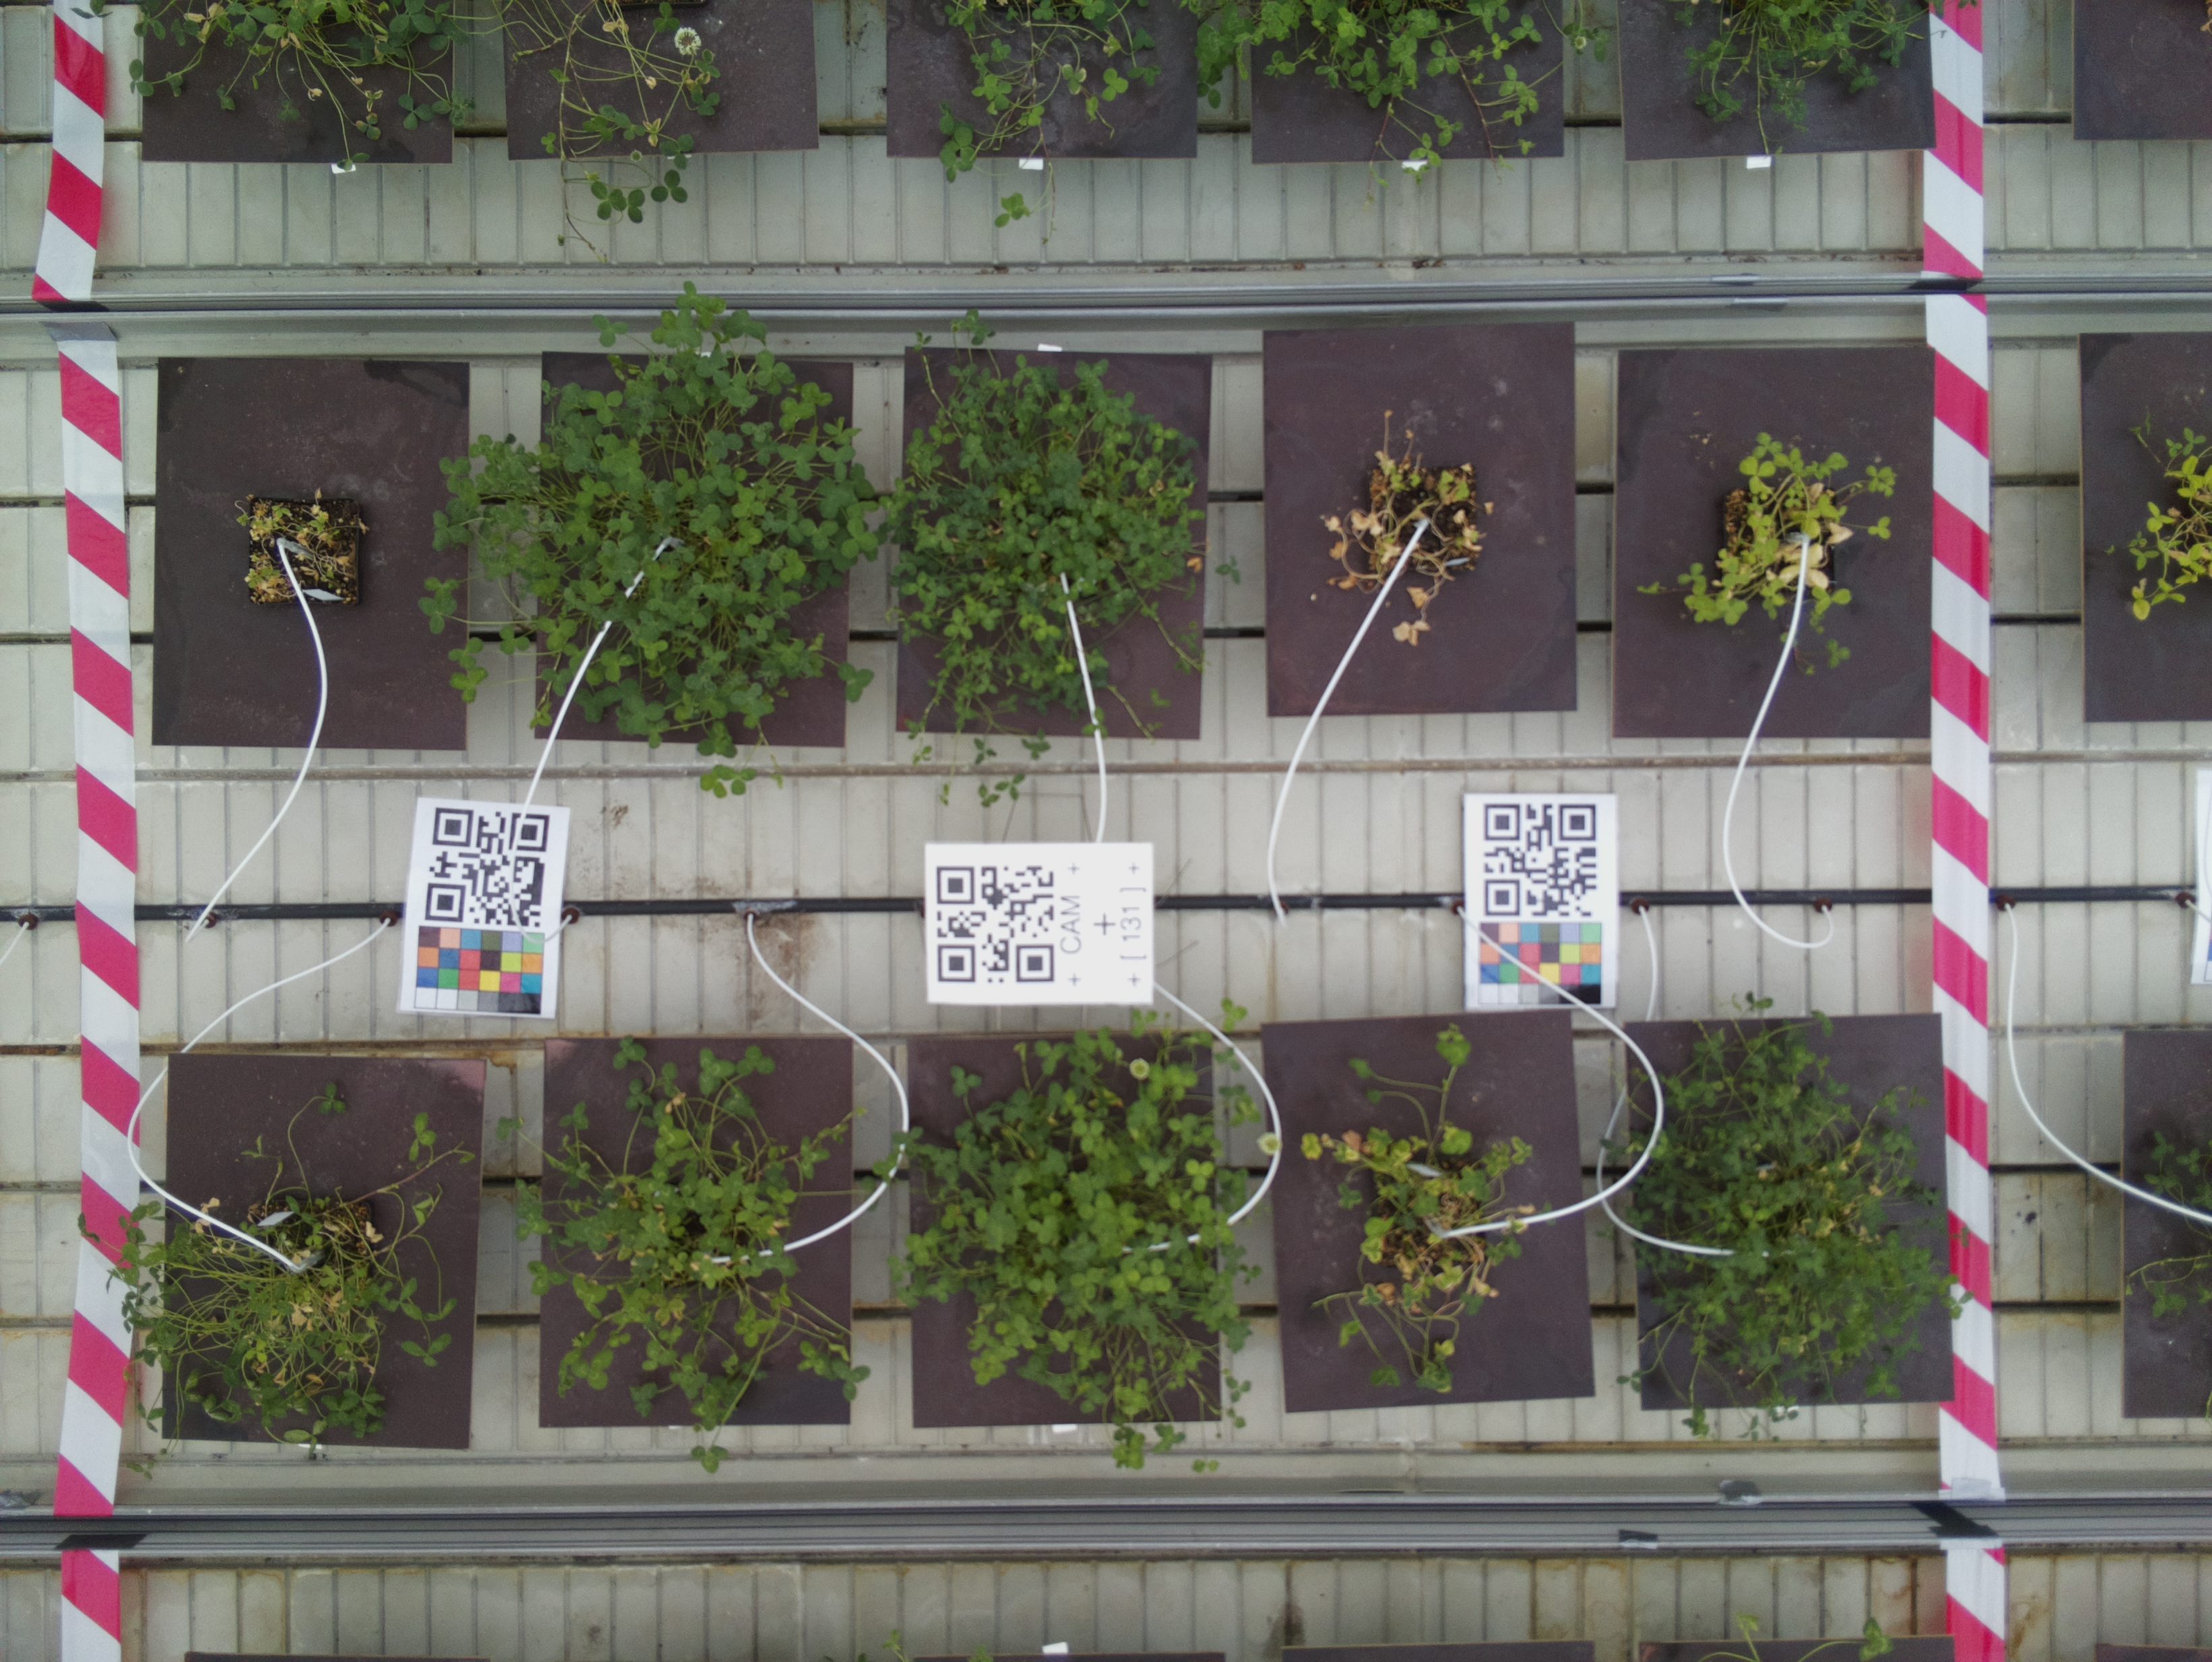 + CAM +
+
+ [ 131 ] +